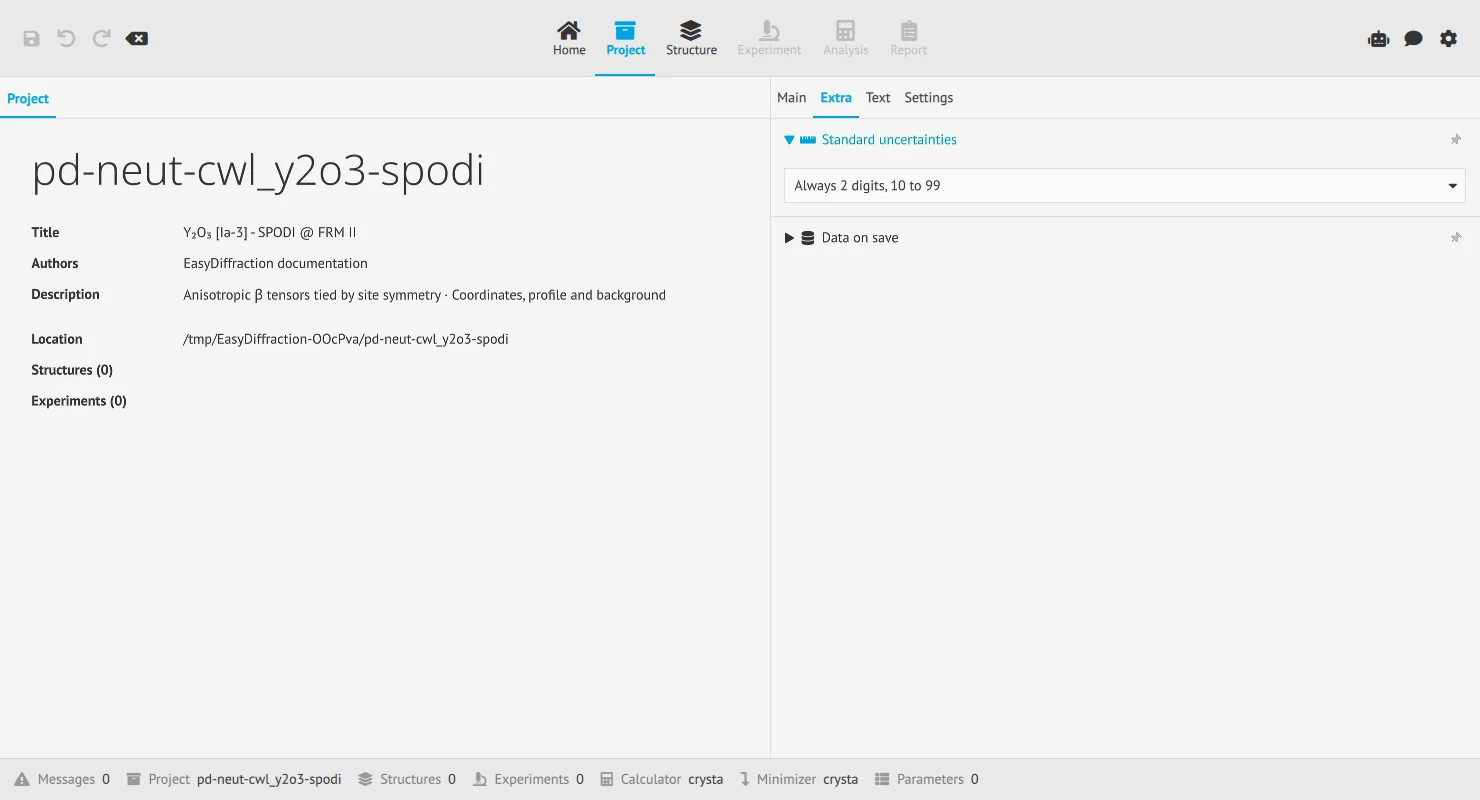 Home
Project
Structure
Experiment
Analysis
Report
Project
Main
Extra
Text
Settings
Standard uncertainties
Always 2 digits, 10 to 99
Data on save
pd-neut-cwl_y2o3-spodi
Title Y₂O₃ [Ia-3] - SPODI @ FRM II
Authors EasyDiffraction documentation
Description Anisotropic β tensors tied by site symmetry · Coordinates, profile and background
Location /tmp/EasyDiffraction-OOcPva/pd-neut-cwl_y2o3-spodi
Structures (0)
Experiments (0)
Messages 0 Project pd-neut-cwl_y2o3-spodi Structures 0 Experiments 0 Calculator crysta Minimizer crysta Parameters 0